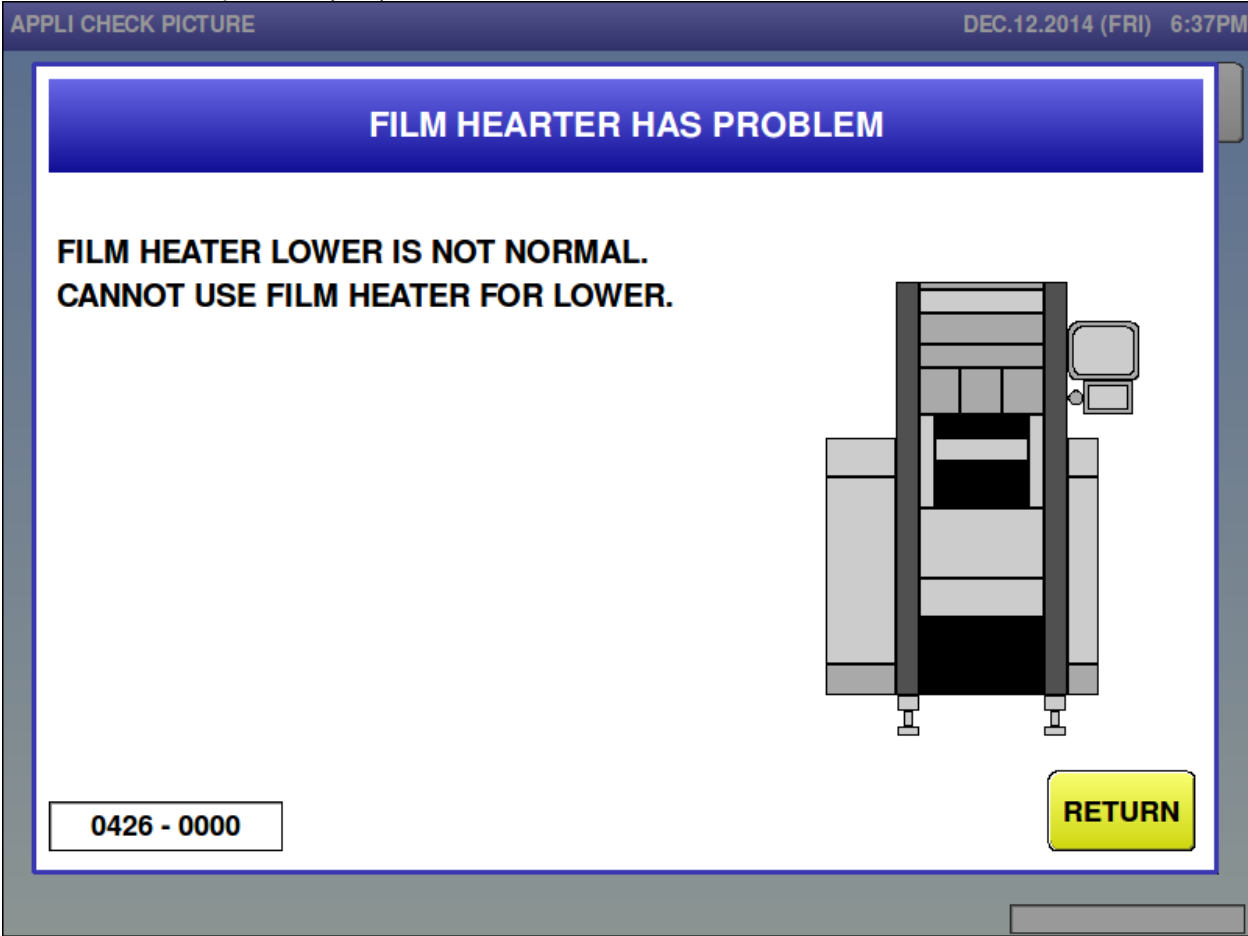 APPLI CHECK PICTURE DEC.12.2014 (FRI) 6:37PM
FILM HEARTER HAS PROBLEM
FILM HEATER LOWER IS NOT NORMAL.
CANNOT USE FILM HEATER FOR LOWER.
RETURN
0426 - 0000